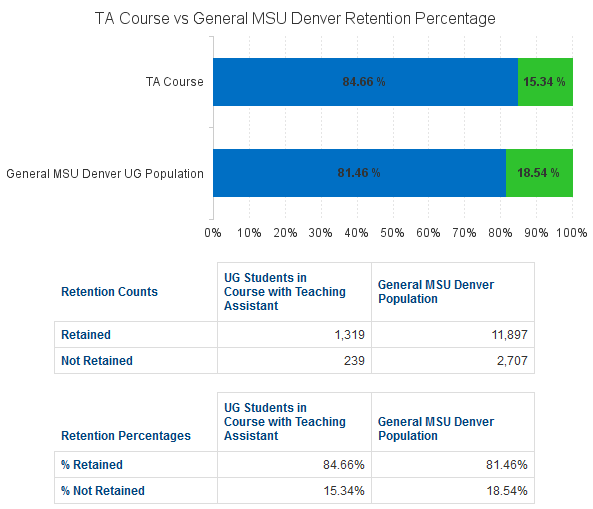 TA Course vs General MSU Denver Retention Percentage
TA Course
84.66 %
15.34 %
General MSU Denver UG Population
81.46 %
18.54 %
0% 10% 20% 30% 40% 50% 60% 70% 80% 90% 100%
Retention Counts
UG Students in
Course with Teaching
Assistant
General MSU Denver
Population
Retained 1,319 11,897
Not Retained 239 2,707
Retention Percentages
UG Students in
Course with Teaching
Assistant
General MSU Denver
Population
% Retained 84.66% 81.46%
% Not Retained 15.34% 18.54%